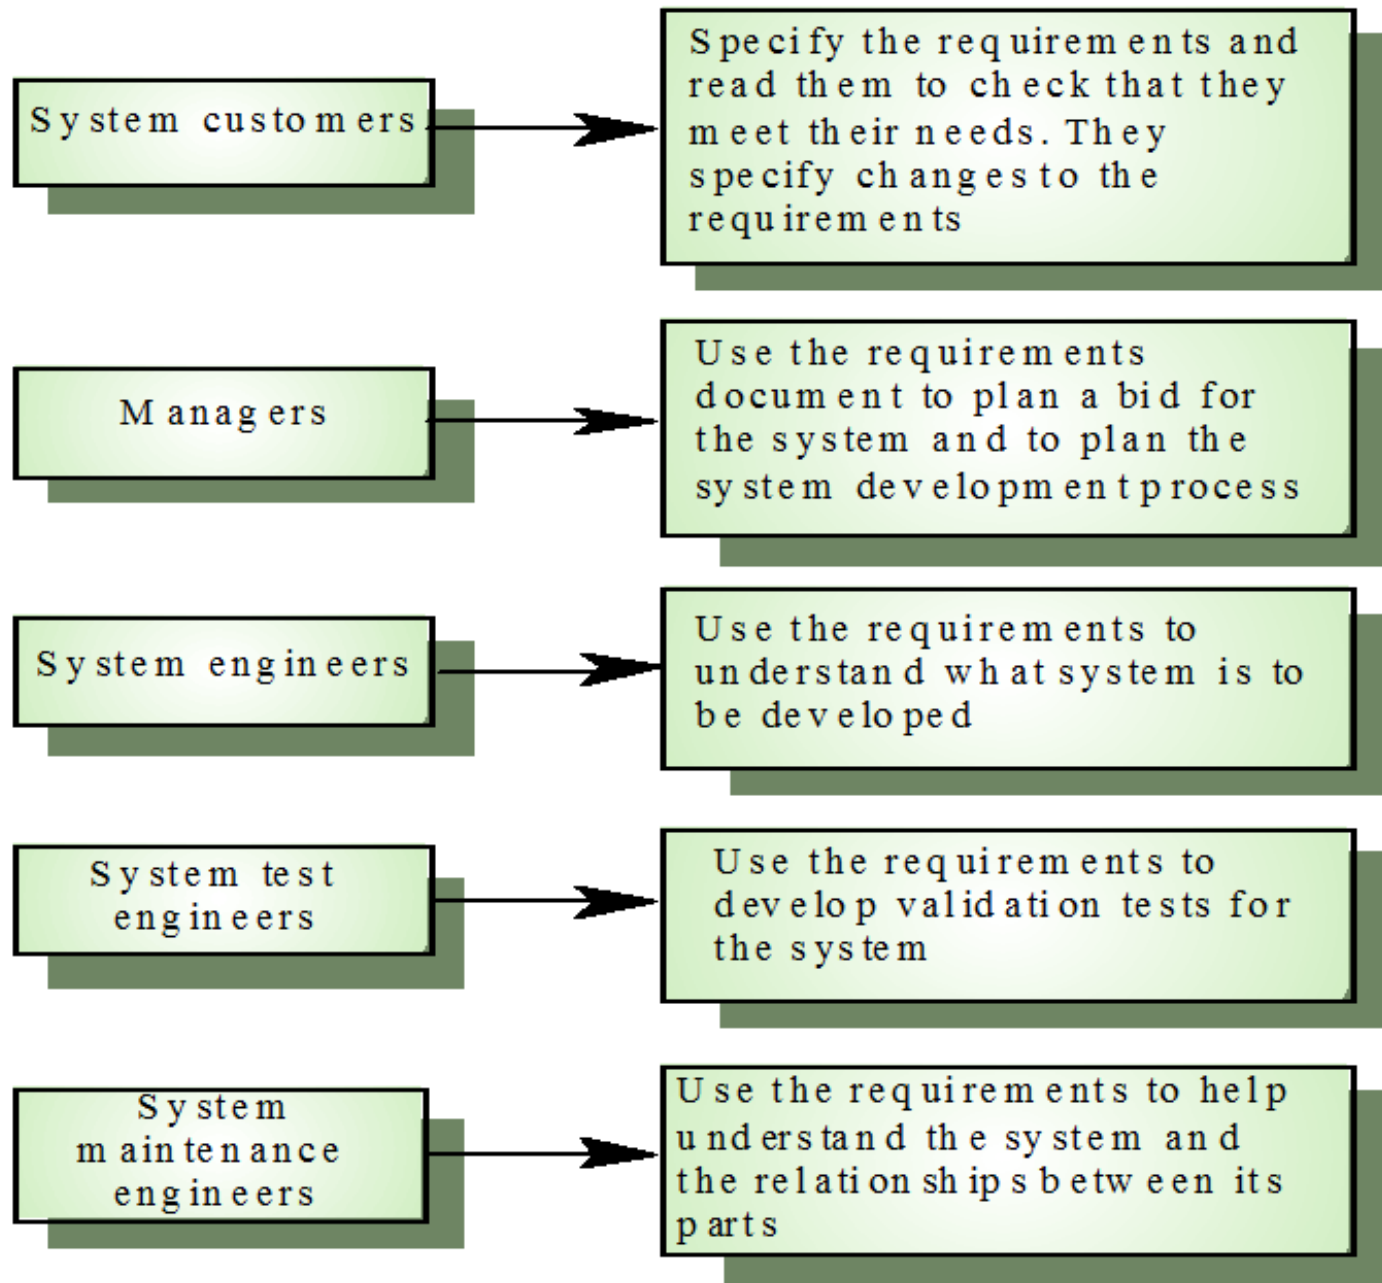 System customers
Specify the requirements and
read them to check that they
meet their needs. They
specify changes to the
requirements
Managers
Use the requirements
document to plan a bid for
the system and to plan the
system development process
System engineers
Use the requirements to
understand what system is to
be developed
System test
engineers
Use the requirements to
develop validation tests for
the system
System
maintenance
engineers
Use the requirements to help
understand the system and
the relationships between its
parts